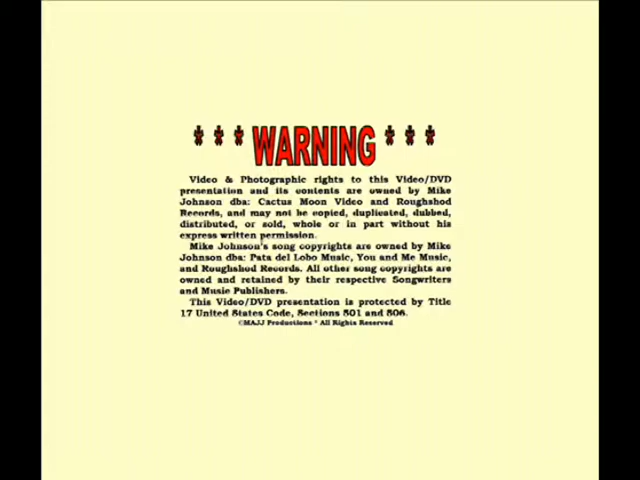 * * * WARNING * * *
Video & Photographic rights to this Video/DVD
presentation and its contents are owned by Mike
Johnson dba: Cactus Moon Video and Roughshod
Records, and may not be copied, duplicated, dubbed,
distributed, or sold, whole or in part without his
express written permission.
Mike Johnson's song copyrights are owned by Mike
Johnson dba: Pata del Lobo Music, You and Me Music,
and Roughshod Records. All other song copyrights are
owned and retained by their respective Songwriters
and Music Publishers.
This Video/DVD presentation is protected by Title
17 United States Code, Sections 501 and 506.
©MAJJ Productions * All Rights Reserved